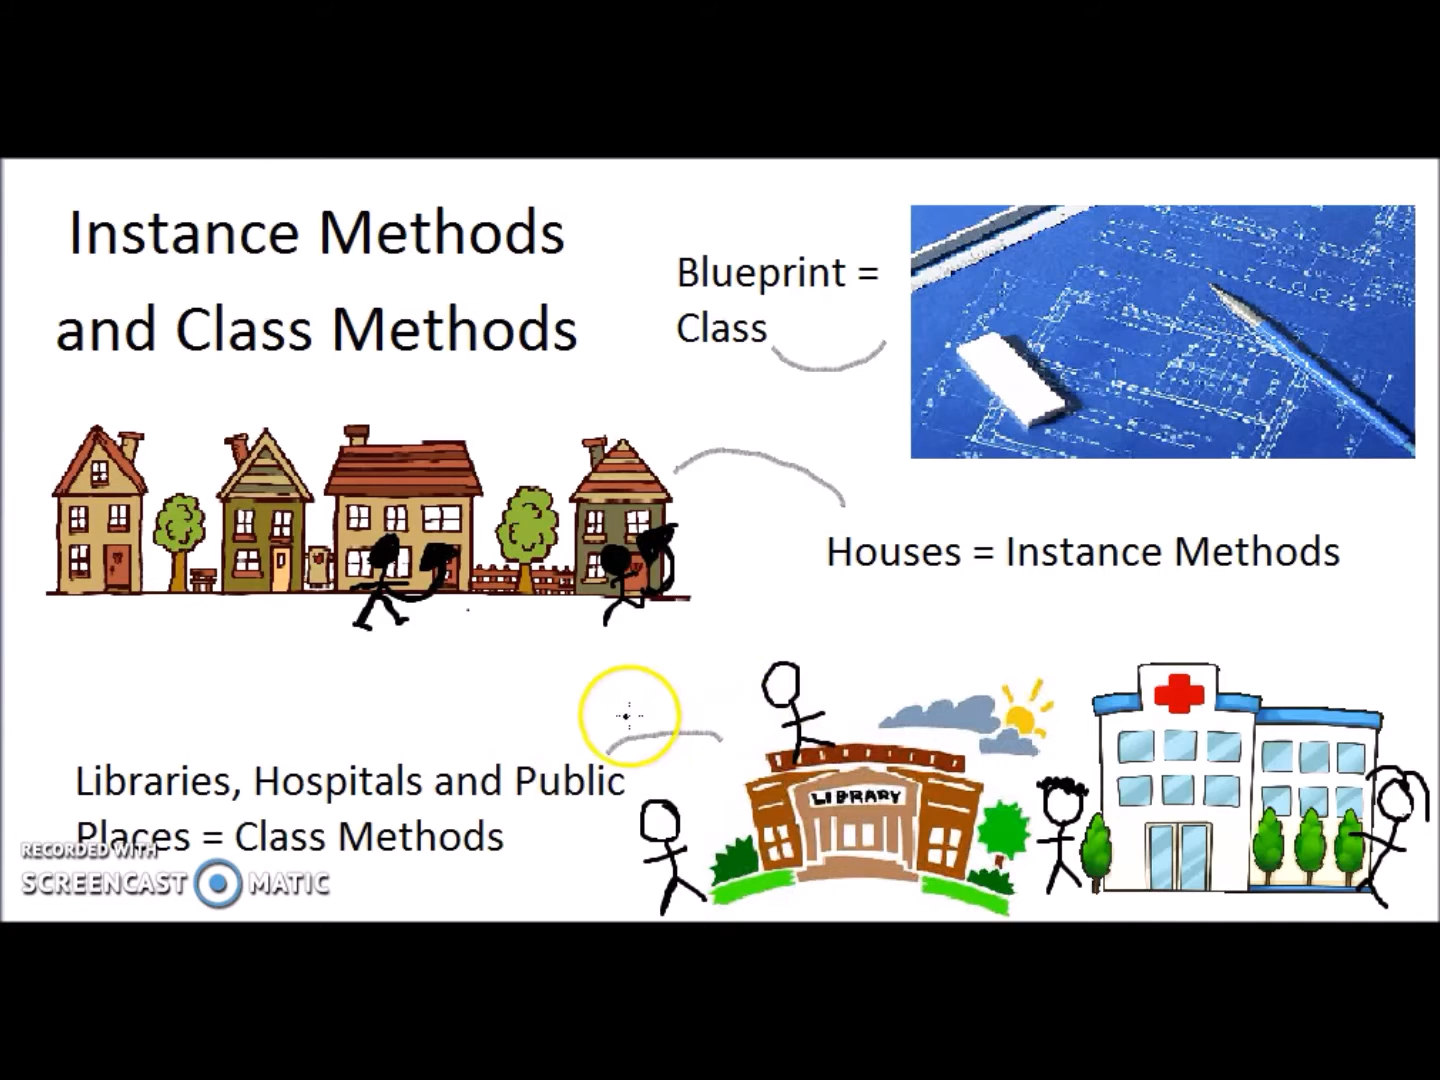 Instance Methods
and Class Methods
Blueprint =
Class
Houses = Instance Methods
LIBRARY
Libraries, Hospitals and Public
Places = Class Methods
RECORDED WITH
SCREENCAST MATIC